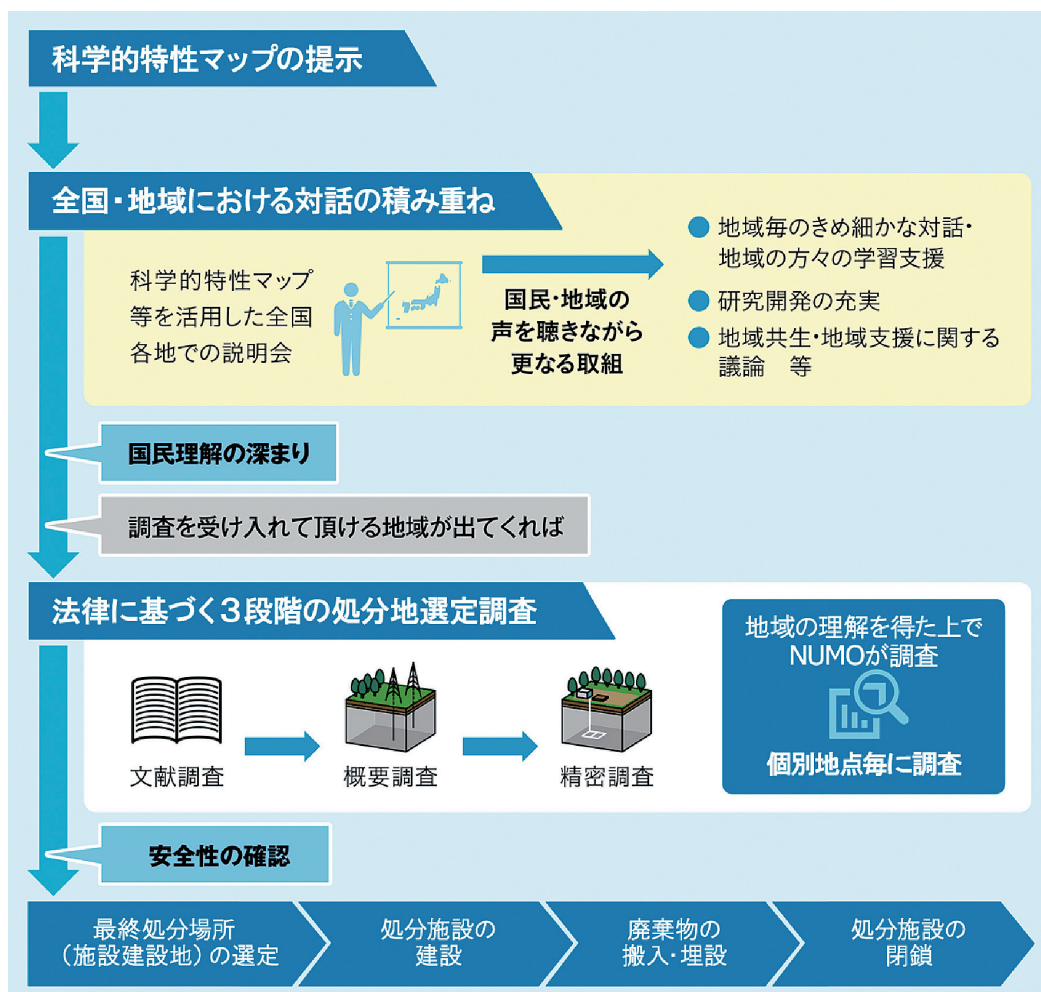 科学的特性マップの提示
全国・地域における対話の積み重ね
科学的特性マップ
等を活用した全国
各地での説明会
国民・地域の
声を聴きながら
更なる取組
● 地域毎のきめ細かな対話・
地域の方々の学習支援
● 研究開発の充実
● 地域共生・地域支援に関する
議論　等
国民理解の深まり
調査を受け入れて頂ける地域が出てくれば
法律に基づく３段階の処分地選定調査
文献調査
概要調査
精密調査
地域の理解を得た上で
NUMOが調査
個別地点毎に調査
安全性の確認
最終処分場所
（施設建設地）の選定
処分施設の
建設
廃棄物の
搬入・埋設
処分施設の
閉鎖